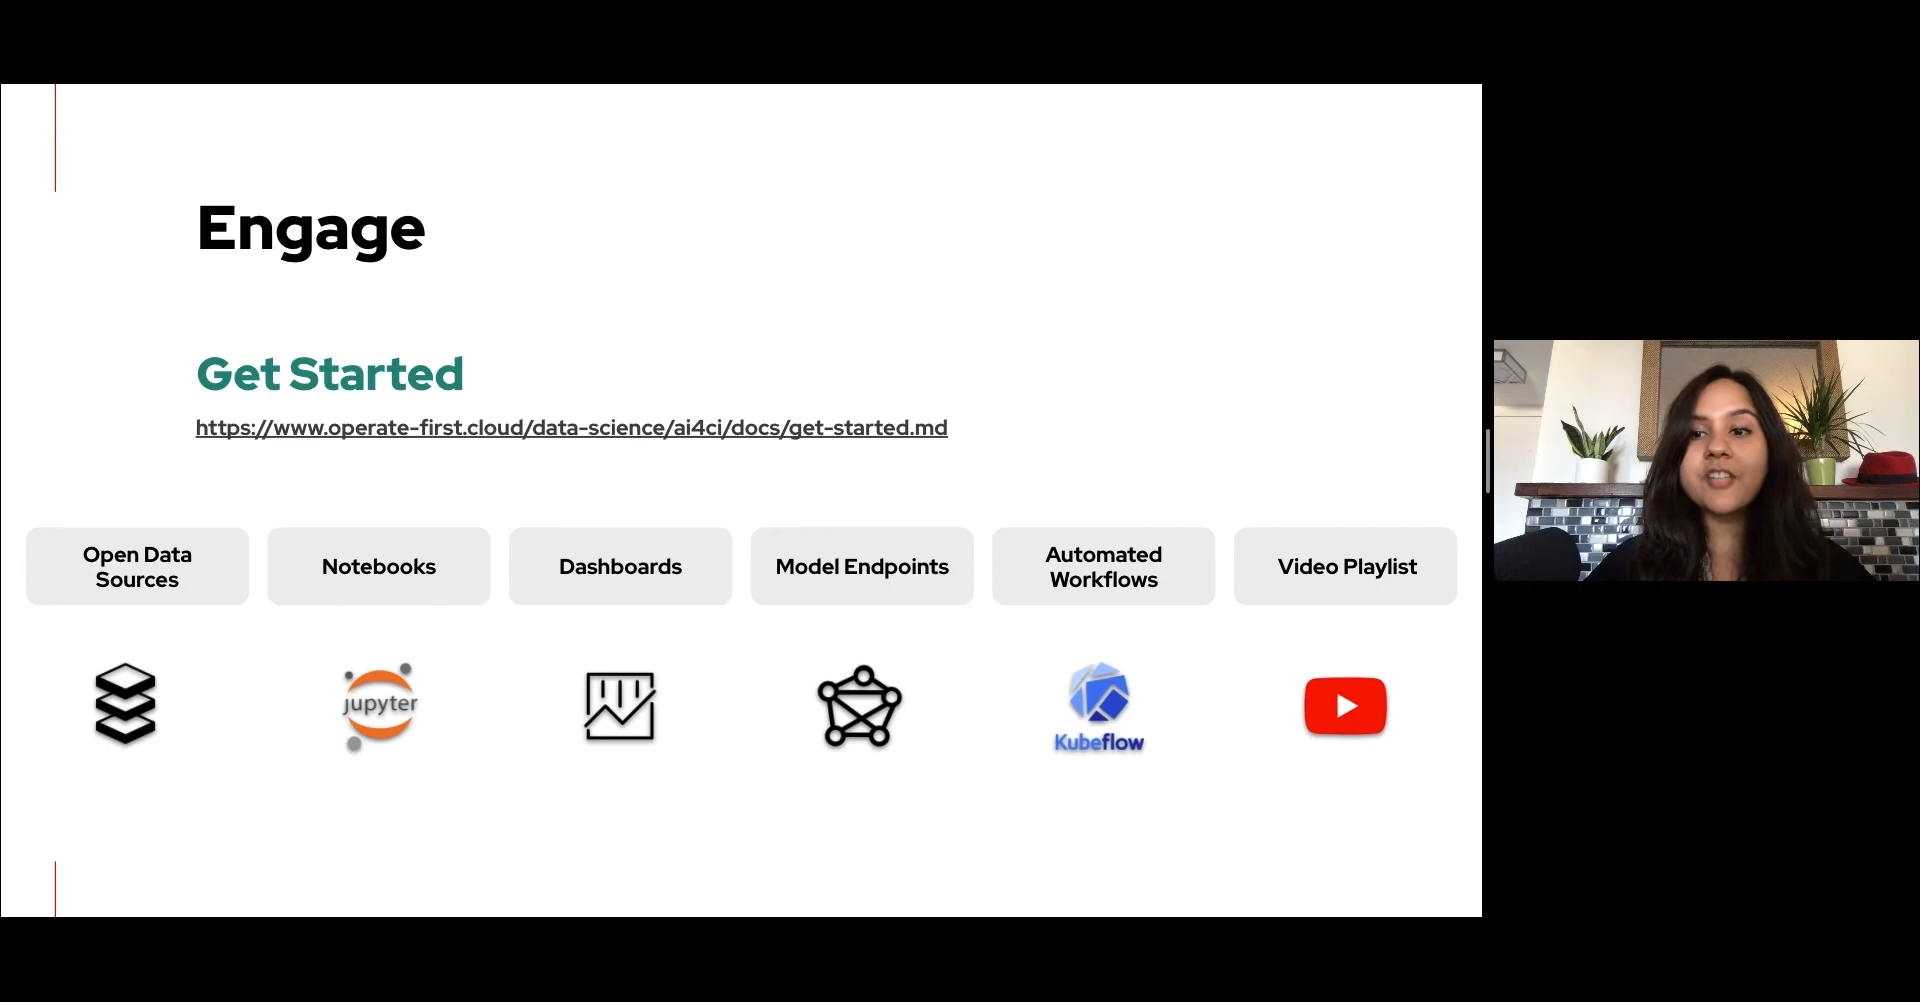 Engage
Get Started
https://www.operate-first.cloud/data-science/ai4ci/docs/get-started.md
Open Data
Sources
Notebooks
Dashboards
Model Endpoints
Automated
Workflows
Video Playlist
jupyter
Kubeflow